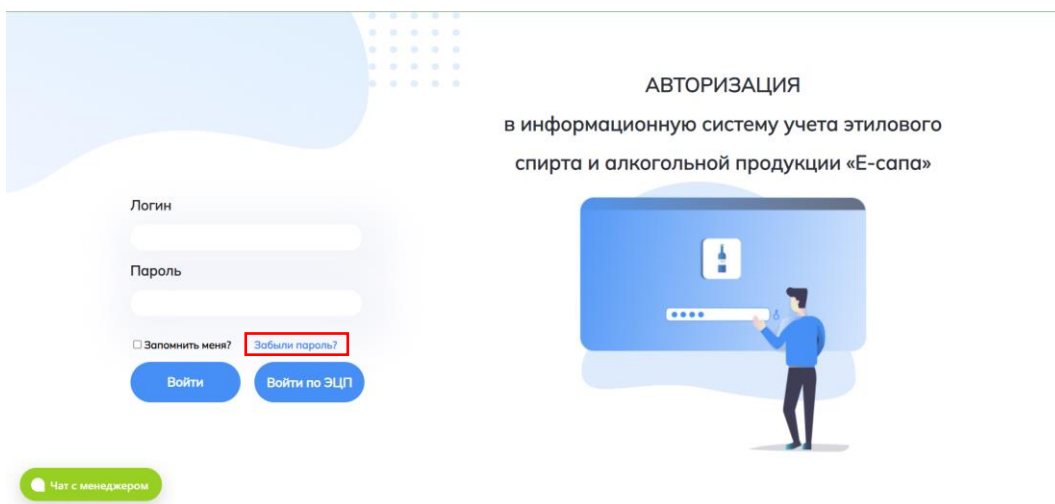 АВТОРИЗАЦИЯ
в информационную систему учета этилового
спирта и алкогольной продукции «Е-сапа»
Логин
Пароль
Запомнить меня? Забыли пароль?
Войти Войти по ЭЦП
Чат с менеджером